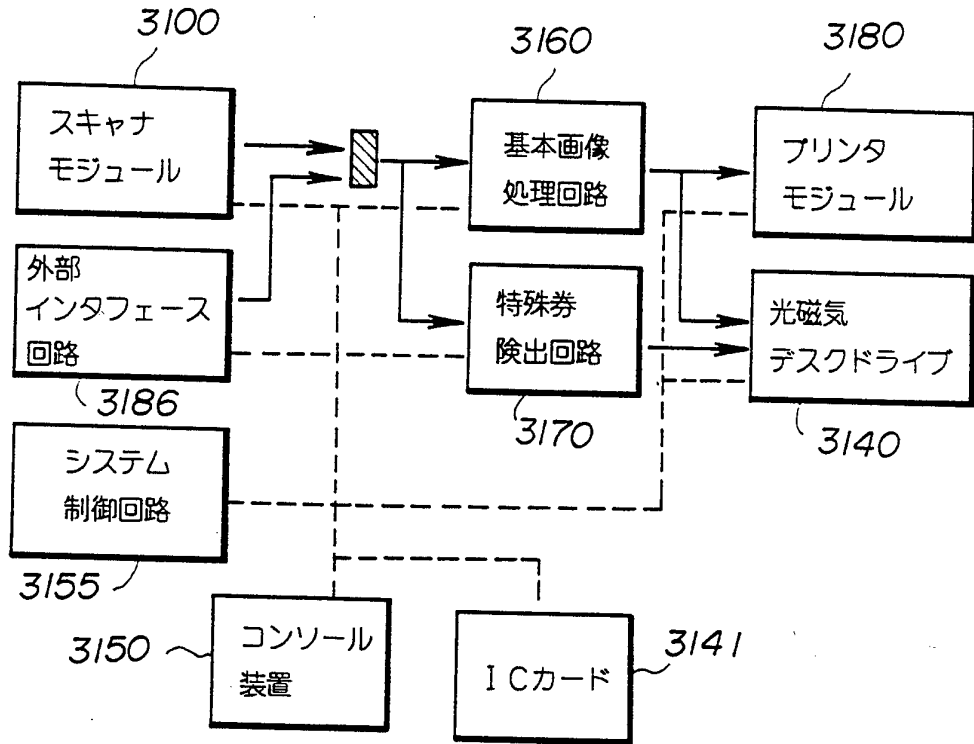 3100
スキャナ
モジュール
3160
基本画像
処理回路
3180
プリンタ
モジュール
外部
インタフェース
回路
3186
特殊券
険出回路
3170
光磁気
デスクドライブ
3140
システム
制御回路
3155
3150
コンソール
装置
ICカード
3141